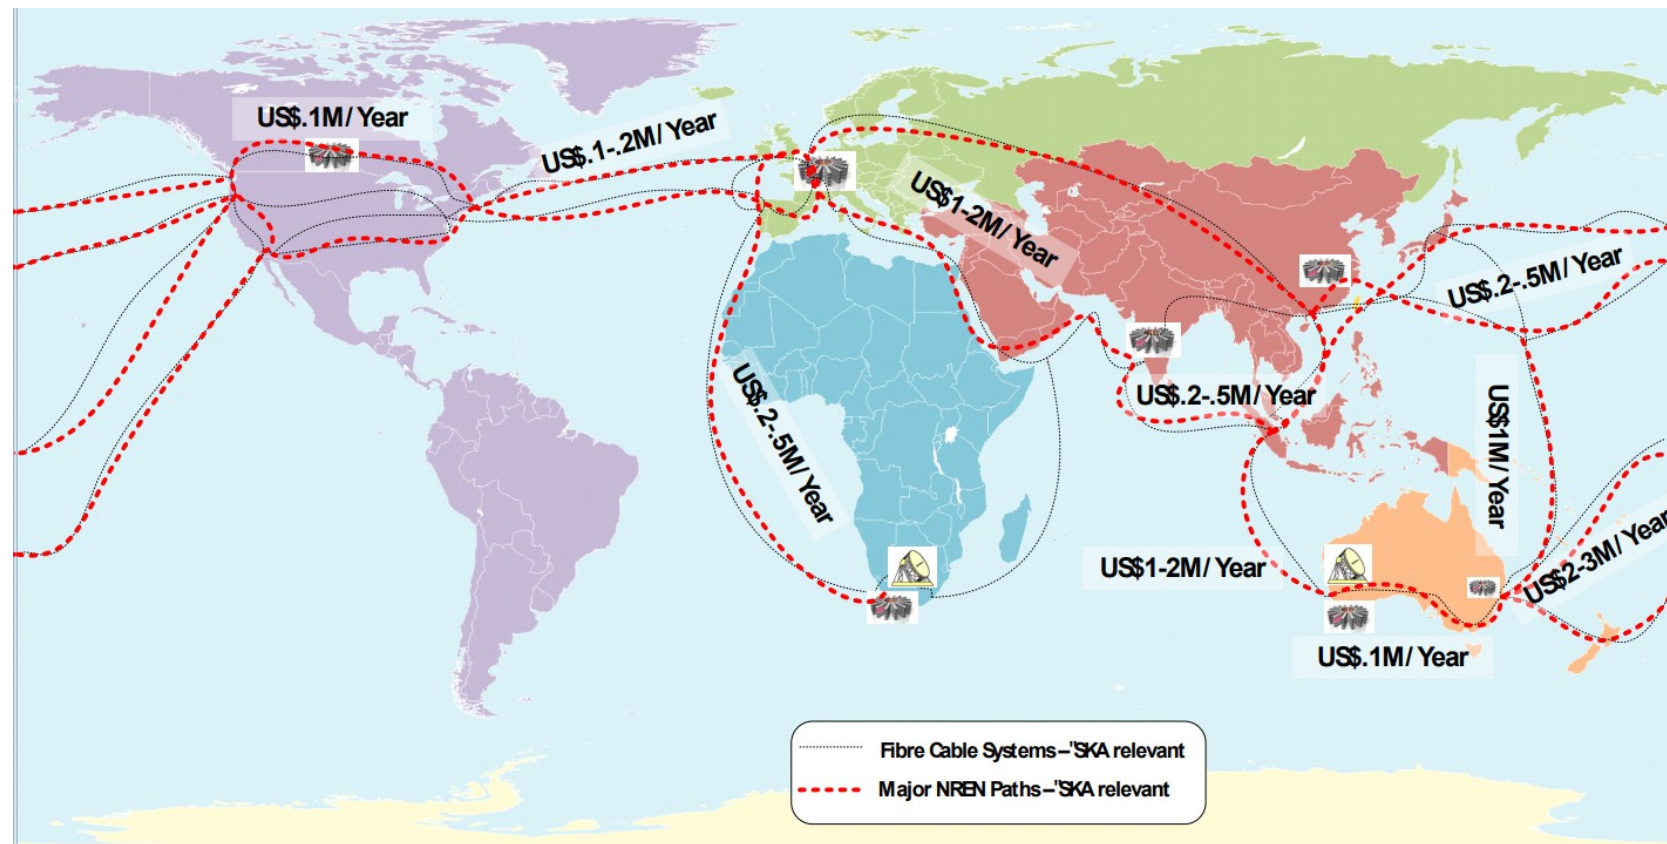 US$.1M/ Year
US$.1-.2M/ Year
US$1-2M/ Year
US$.2-.5M/ Year
US$.2-.5M/ Year
US$.2-.5M/ Year
US$1M/ Year
US$1-2M/ Year
US$2-3M/ Year
US$.1M/ Year
Fibre Cable Systems–"SKA relevant
Major NREN Paths–"SKA relevant